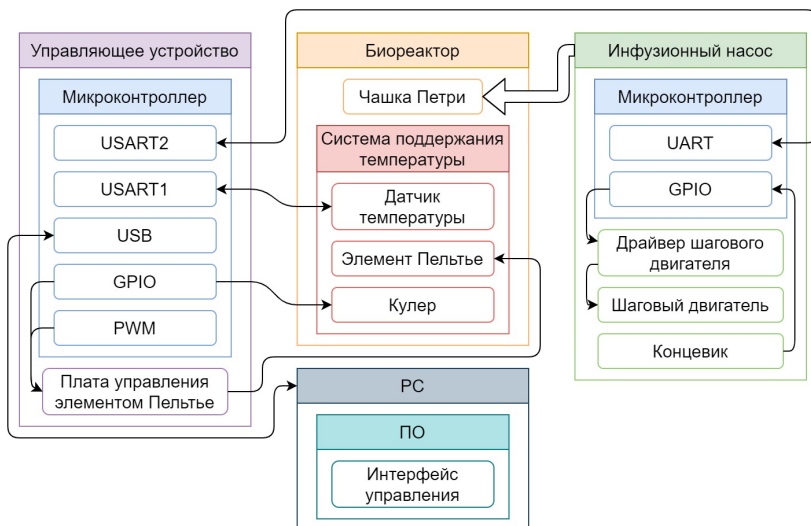 Управляющее устройство
Микроконтроллер
USART2
USART1
USB
GPIO
PWM
Плата управления
элементом Пельтье
Биореактор
Чашка Петри
Система поддержания
температуры
Датчик
температуры
Элемент Пельтье
Кулер
Инфузионный насос
Микроконтроллер
UART
GPIO
Драйвер шагового
двигателя
Шаговый двигатель
Концевик
PC
ПО
Интерфейс
управления